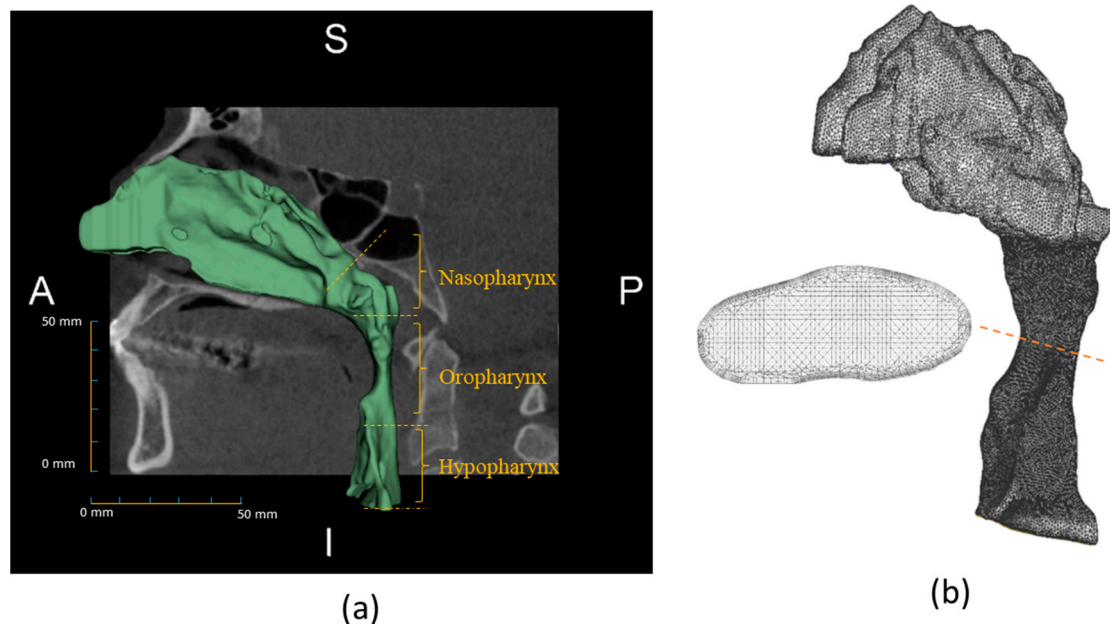 S
A
P
Nasopharynx
50 mm
Oropharynx
0 mm
Hypopharynx
0 mm
50 mm
I
(a)
(b)